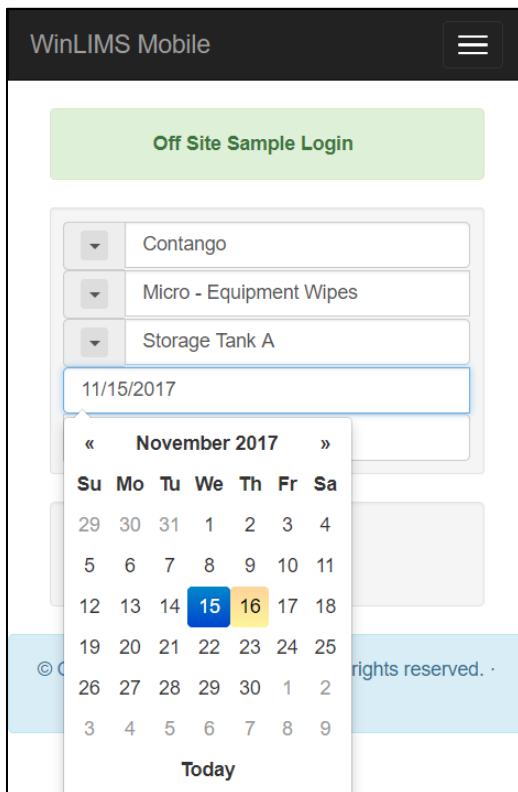 WinLIMS Mobile
Off Site Sample Login
Contango
Micro - Equipment Wipes
Storage Tank A
11/15/2017
« November 2017 »
Su Mo Tu We Th Fr Sa
29 30 31 1 2 3 4
5 6 7 8 9 10 11
12 13 14 15 16 17 18
19 20 21 22 23 24 25
© rights reserved. ·
26 27 28 29 30 1 2
3 4 5 6 7 8 9
Today